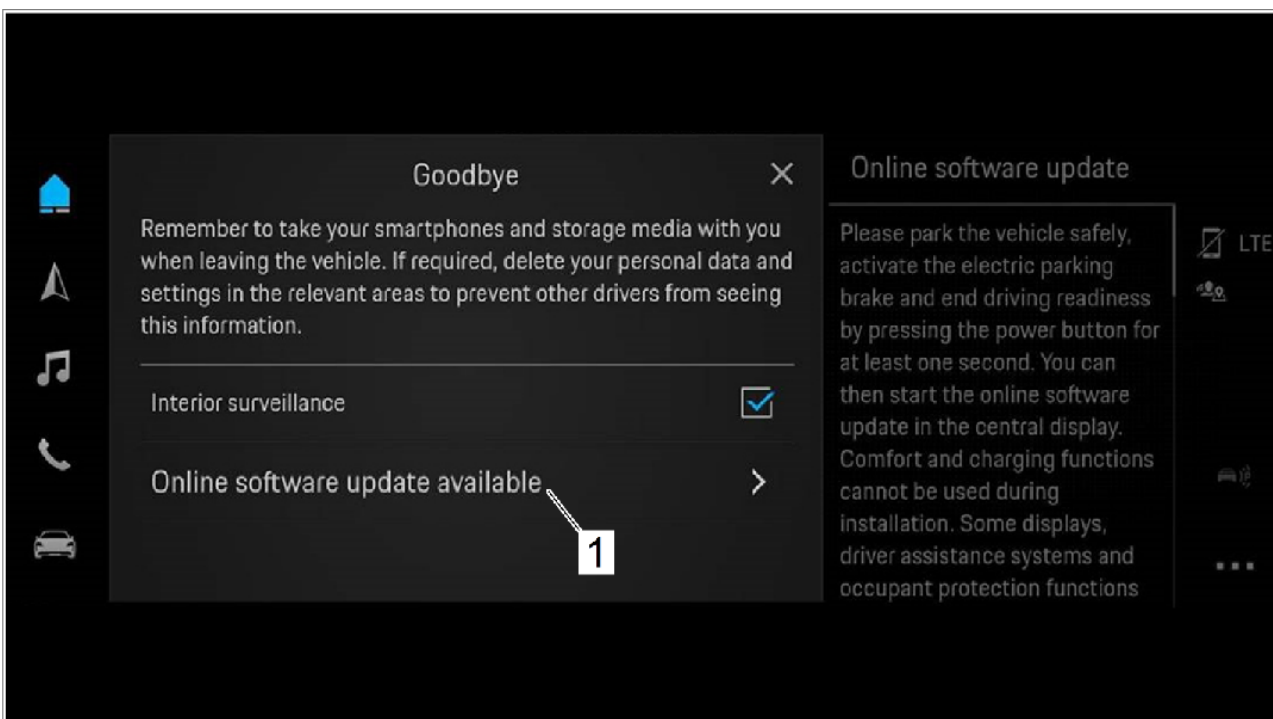 Goodbye
Remember to take your smartphones and storage media with you
when leaving the vehicle. If required, delete your personal data and
settings in the relevant areas to prevent other drivers from seeing
this information.
Interior surveillance
Online software update available
1
Online software update
Please park the vehicle safely,
activate the electric parking
brake and end driving readiness
by pressing the power button for
at least one second. You can
then start the online software
update in the central display.
Comfort and charging functions
cannot be used during
installation. Some displays,
driver assistance systems and
occupant protection functions
LTE